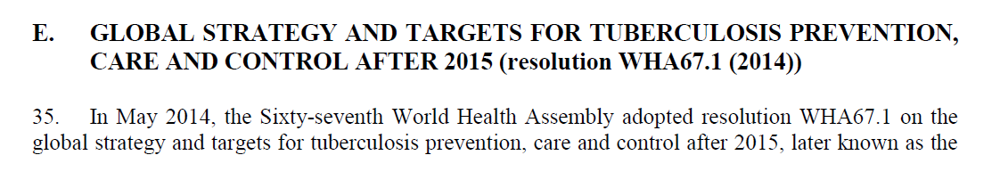 E. GLOBAL STRATEGY AND TARGETS FOR TUBERCULOSIS PREVENTION,
CARE AND CONTROL AFTER 2015 (resolution WHA67.1 (2014))
35. In May 2014, the Sixty-seventh World Health Assembly adopted resolution WHA67.1 on the
global strategy and targets for tuberculosis prevention, care and control after 2015, later known as the